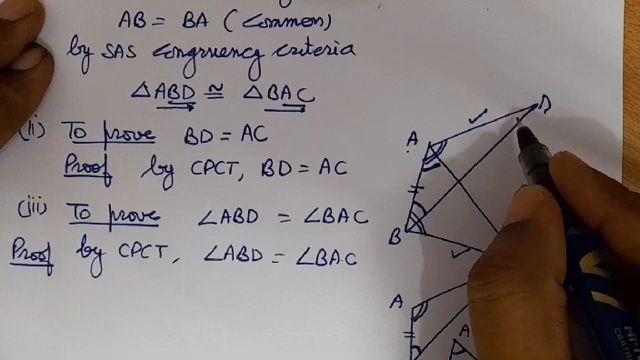 AB = BA (Common)
by SAS Congruency Criteria
△ABD ≅ △BAC
(ii) To prove BD = AC
Proof by CPCT, BD = AC
(iii) To prove ∠ABD = ∠BAC
Proof by CPCT, ∠ABD = ∠BAC
A
D
B
A
A